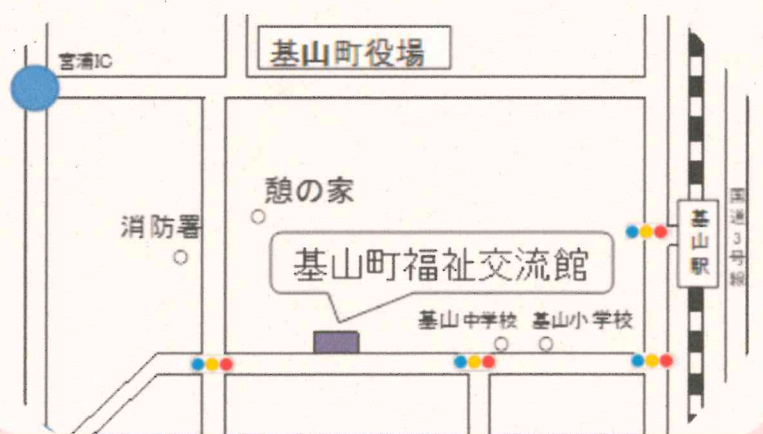 宮浦IC
基山町役場
憩の家
消防署
基山町福祉交流館
基山駅
国道3号線
基山中学校
基山小学校